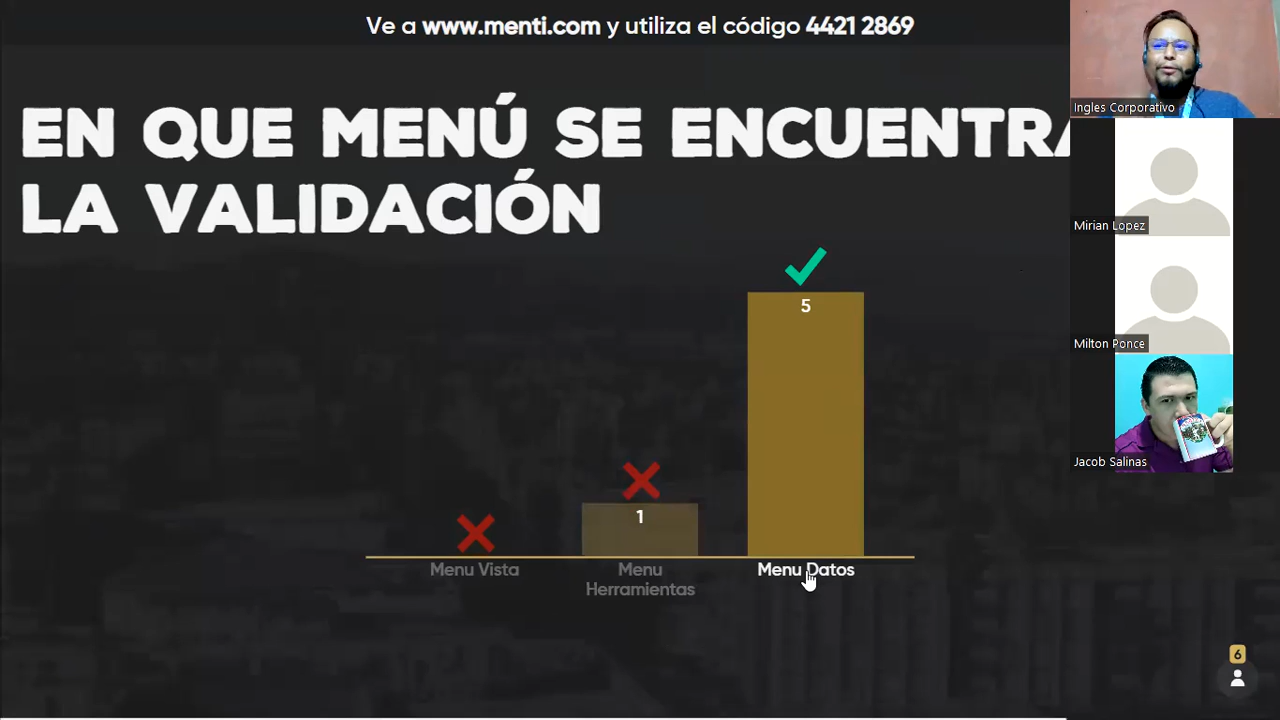 Ve a www.menti.com y utiliza el código 4421 2869
EN QUE MENÚ SE ENCUENTRA
LA VALIDACIÓN
5
1
Menu Vista
Menu
Herramientas
Menu Datos
6
Ingles Corporativo
Mirian Lopez
Milton Ponce
Jacob Salinas